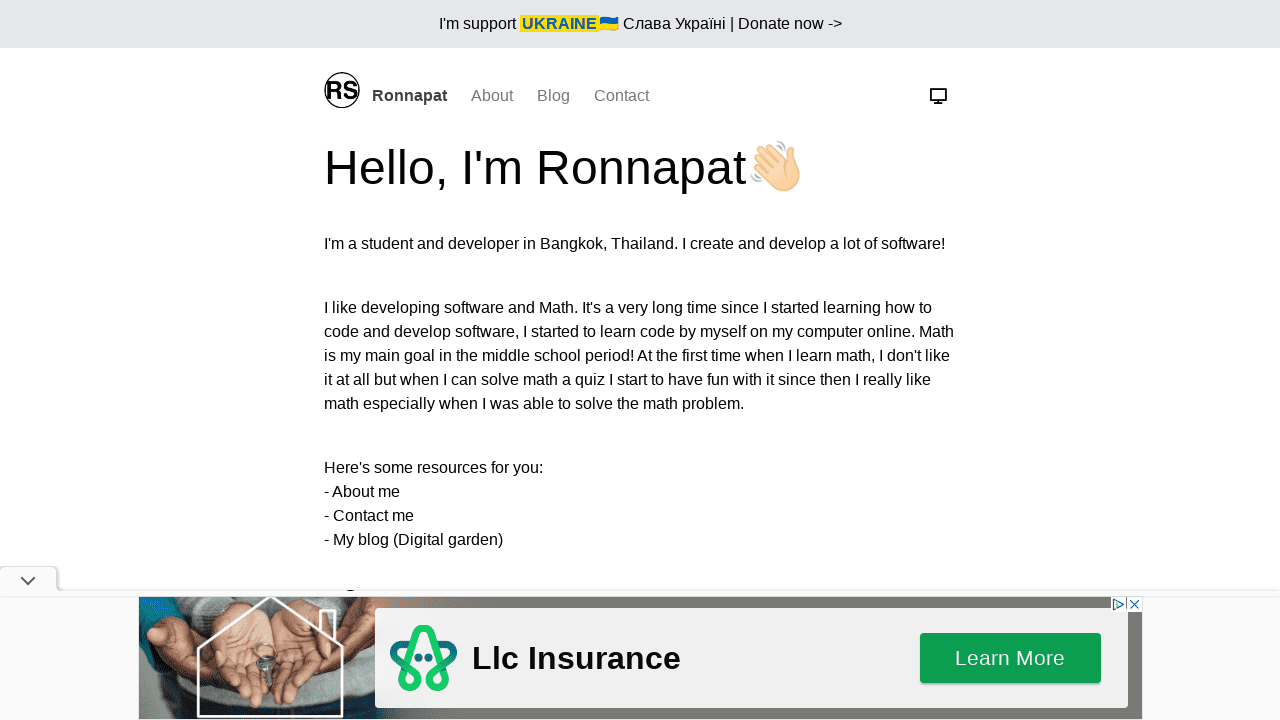 I'm support UKRAINE🇺🇦 Слава Україні | Donate now ->
RS Ronnapat About Blog Contact
Hello, I'm Ronnapat👋🏻
I'm a student and developer in Bangkok, Thailand. I create and develop a lot of software!
I like developing software and Math. It's a very long time since I started learning how to
code and develop software, I started to learn code by myself on my computer online. Math
is my main goal in the middle school period! At the first time when I learn math, I don't like
it at all but when I can solve math a quiz I start to have fun with it since then I really like
math especially when I was able to solve the math problem.
Here's some resources for you:
- About me
- Contact me
- My blog (Digital garden)
Llc Insurance
Learn More